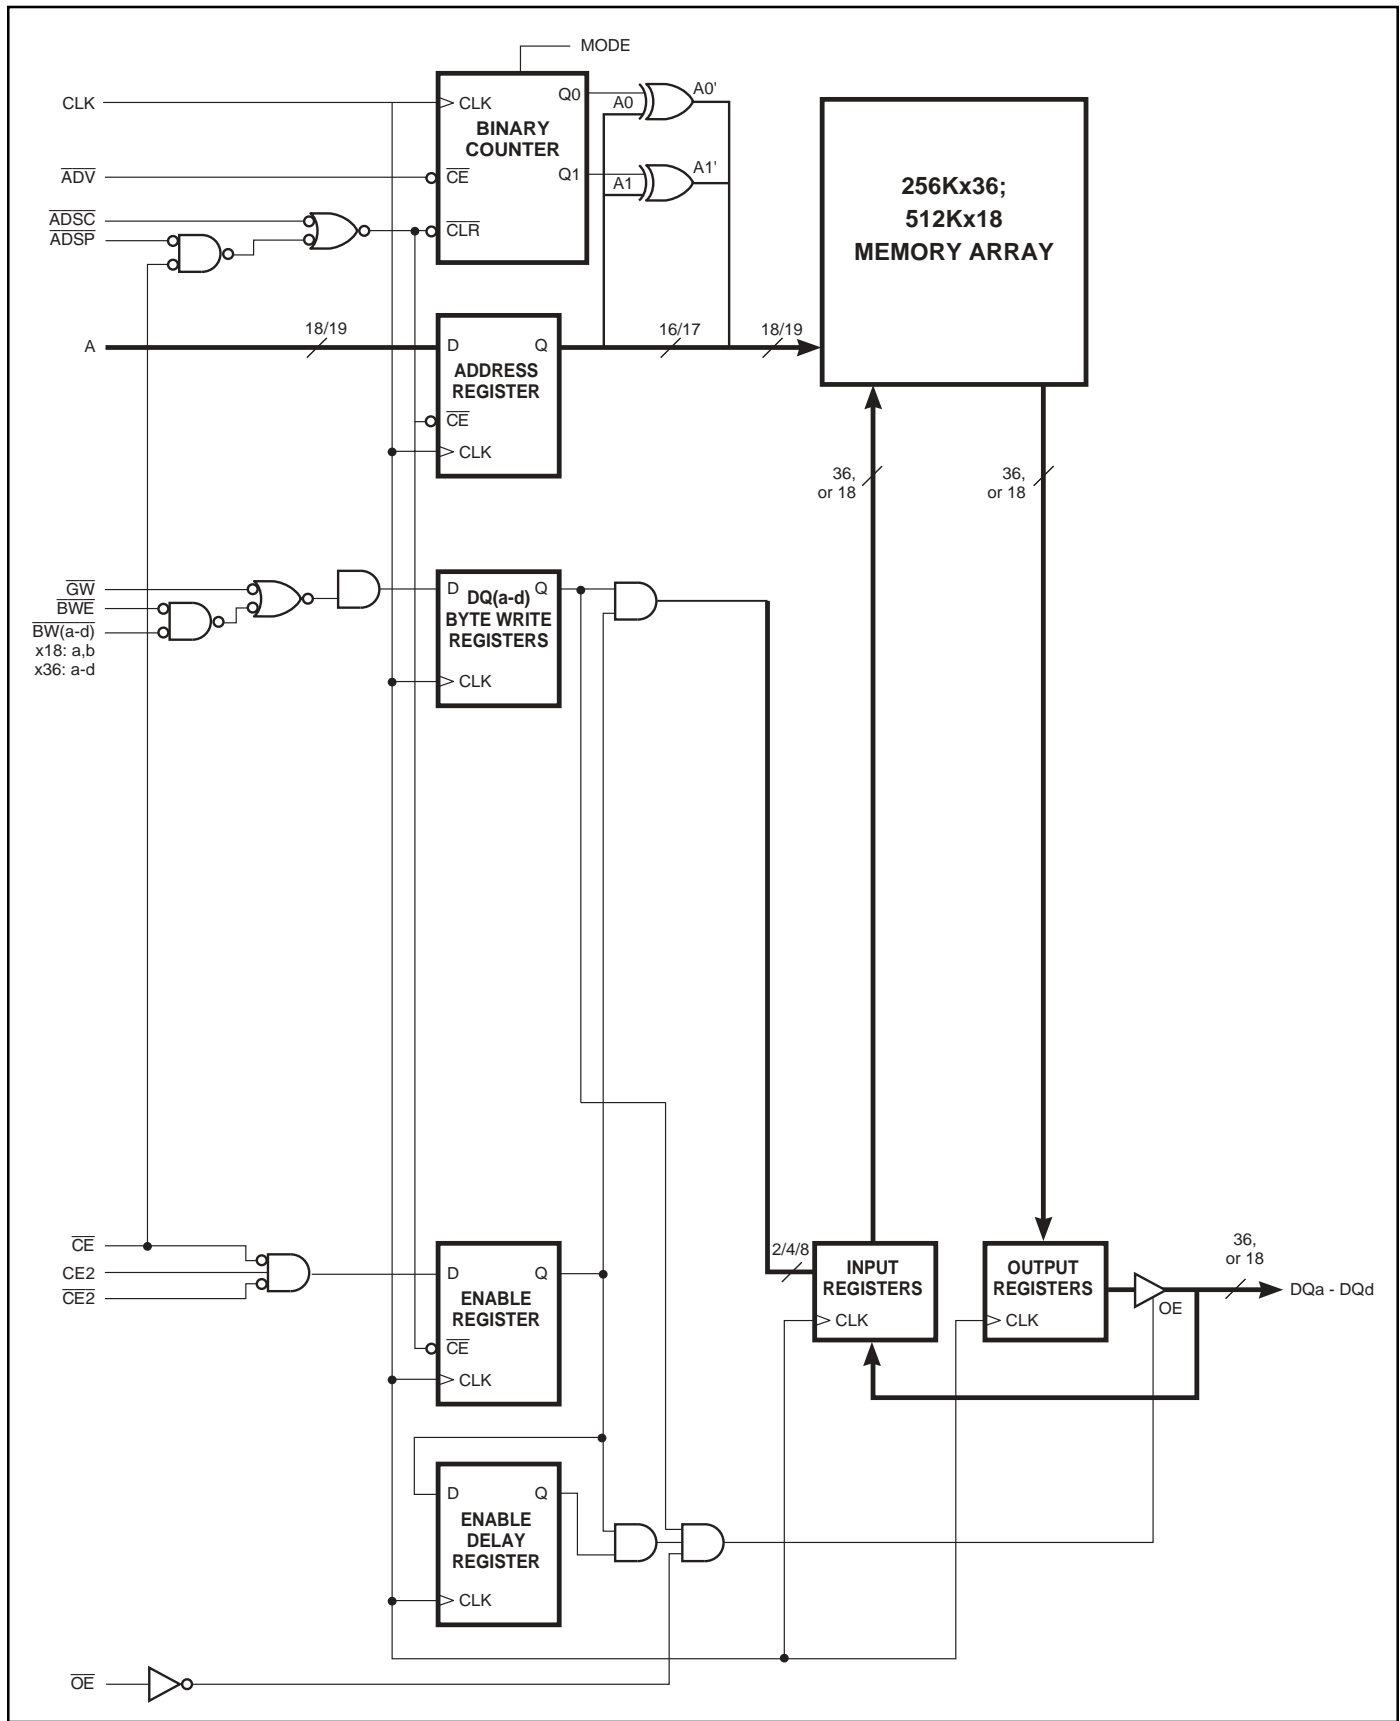 MODE
CLK
CLK
Q0
A0
A0'
BINARY
COUNTER
ADV
CE
Q1
A1
A1'
256Kx36;
512Kx18
MEMORY ARRAY
ADSC
ADSP
CLR
A
18/19
D
Q
16/17
18/19
ADDRESS
REGISTER
CE
CLK
36,
or 18
36,
or 18
GW
BWE
BW(a-d)
x18: a,b
x36: a-d
D
Q
DQ(a-d)
BYTE WRITE
REGISTERS
CLK
CE
CE2
CE2
D
Q
ENABLE
REGISTER
CE
CLK
2/4/8
INPUT
REGISTERS
CLK
OUTPUT
REGISTERS
CLK
OE
36,
or 18
DQa - DQd
D
Q
ENABLE
DELAY
REGISTER
CLK
OE